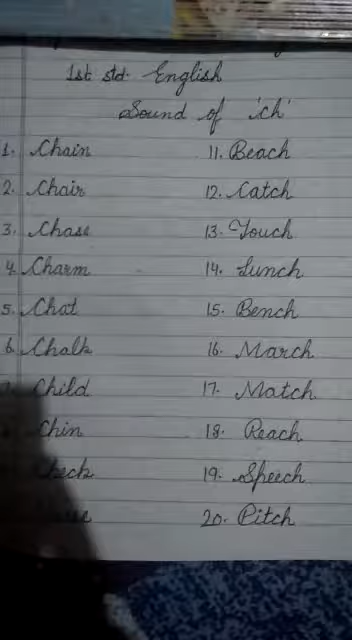 1st std. English
Sound of 'ch'
1. Chain 11. Beach
2. Chair 12. Catch
3. Chase 13. Touch
4. Charm 14. Lunch
5. Chat 15. Bench
6. Chalk 16. March
Child 17. Match
Chin 18. Reach
Check 19. Speech
20. Pitch